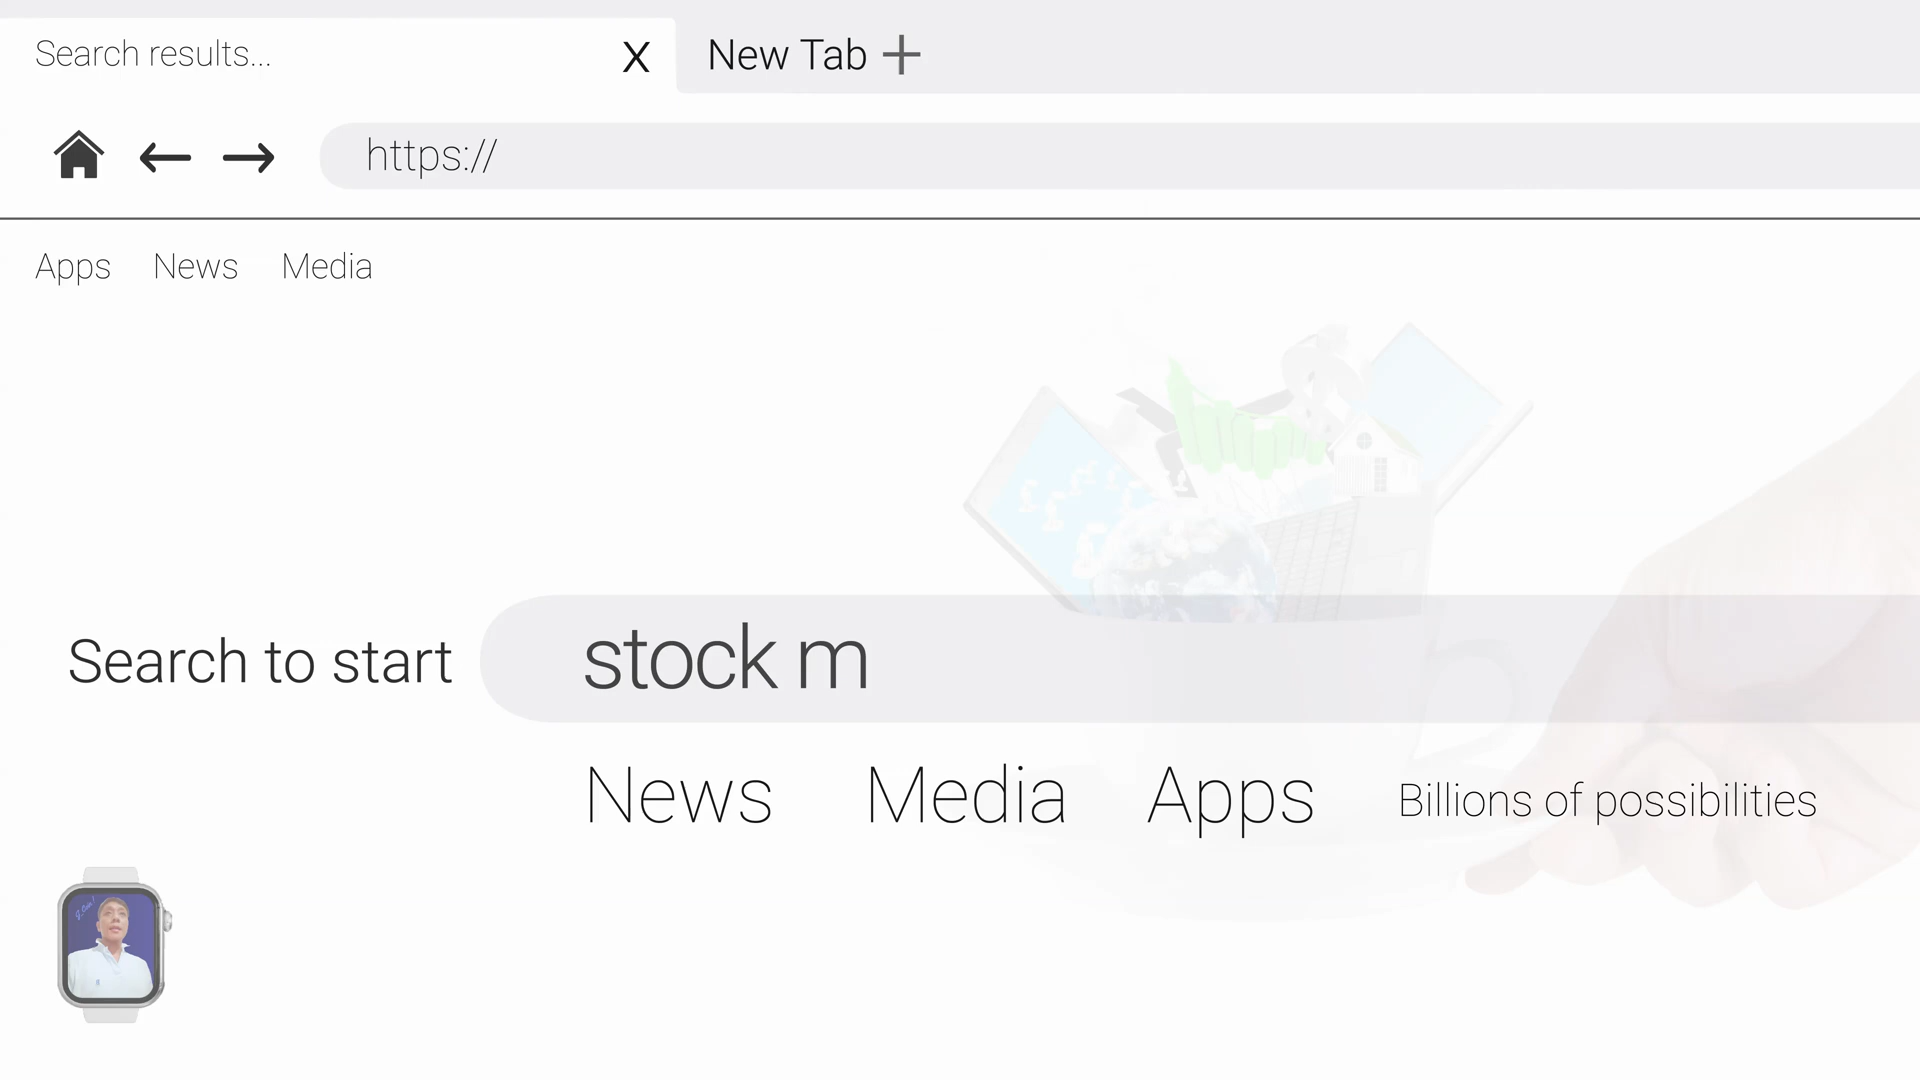 Search results... X New Tab +
https://
Apps News Media
Search to start stock m
News Media Apps Billions of possibilities